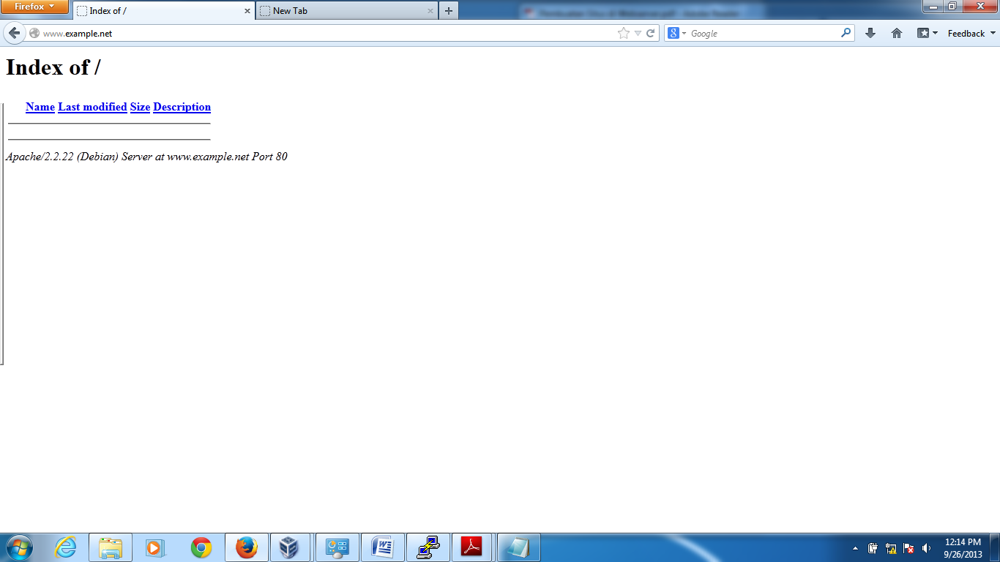 Firefox
Index of /
New Tab
www.example.net
Google
Feedback
Index of /
Name Last modified Size Description
Apache/2.2.22 (Debian) Server at www.example.net Port 80
12:14 PM
9/26/2013